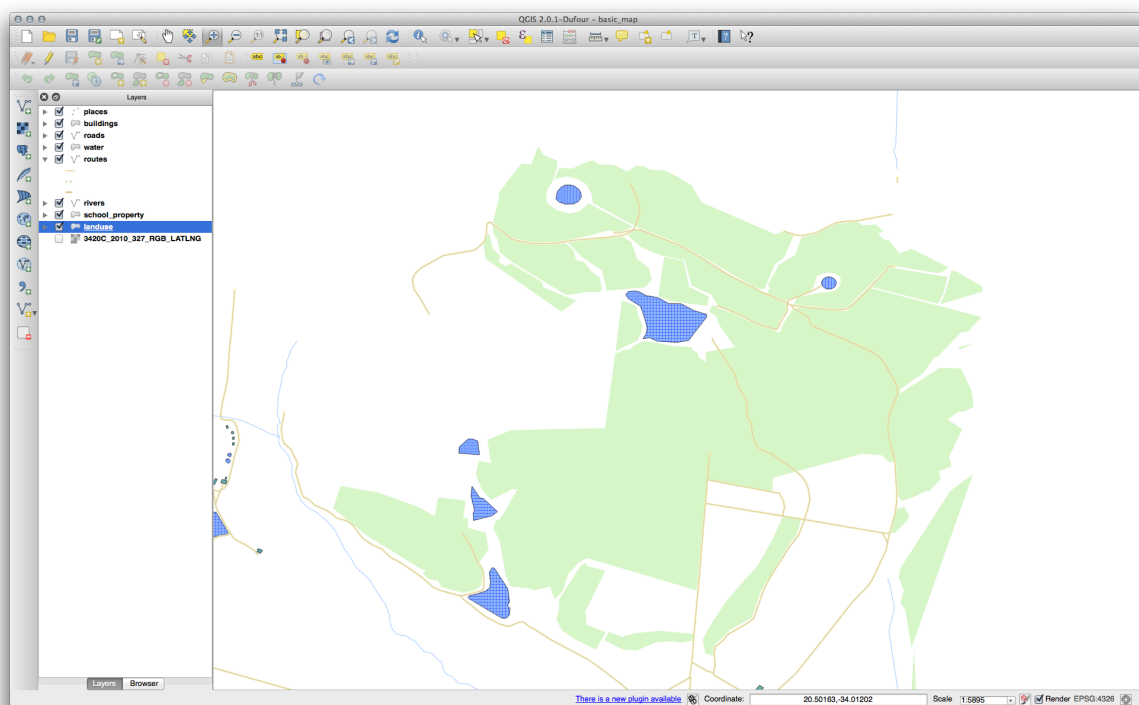 QGIS 2.0.1-Dufour - basic_map
Layers
places
buildings
roads
water
routes
rivers
school_property
landuse
3420C_2010_327_RGB_LATLNG
Layers
Browser
There is a new plugin available
Coordinate:
20.50163,-34.01202
Scale
1:5895
Render
EPSG:4326